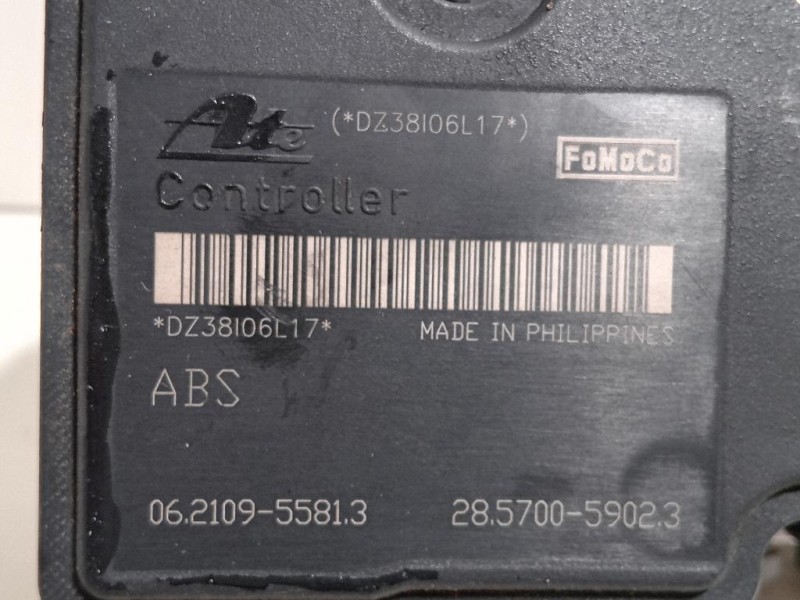 Ate (*DZ38I06L17*)
FoMoCo
Controller
*DZ38I06L17*
MADE IN PHILIPPINES
ABS
06.2109-5581.3
28.5700-5902.3